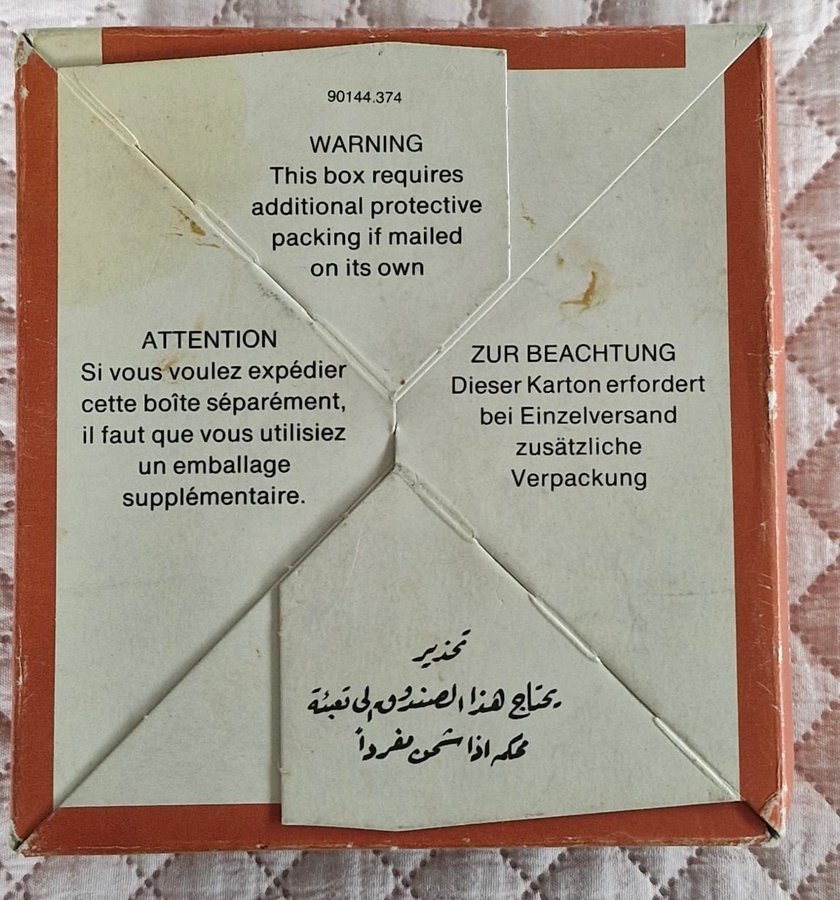 90144.374
WARNING
This box requires
additional protective
packing if mailed
on its own
ATTENTION
Si vous voulez expédier
cette boîte séparément,
il faut que vous utilisiez
un emballage
supplémentaire.
ZUR BEACHTUNG
Dieser Karton erfordert
bei Einzelversand
zusätzliche
Verpackung
تحذير
يحتاج هذا الصندوق الى تعبئة
محكمه اذا شحن مفرداً